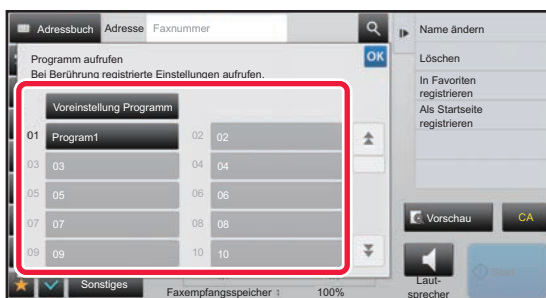 Adressbuch Adresse Faxnummer
Programm aufrufen
Bei Berührung registrierte Einstellungen aufrufen.
OK
Voreinstellung Programm
01 Program1 02 02
03 03 04 04
05 05 06 06
07 07 08 08
09 09 10 10
Sonstiges
Faxempfangsspeicher : 100%
Name ändern
Löschen
In Favoriten
registrieren
Als Startseite
registrieren
Vorschau CA
Laut-
sprecher
Start